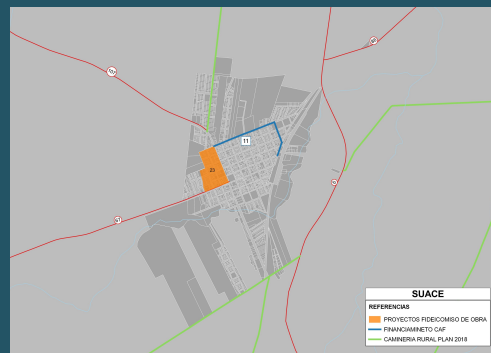 11
23
SUACE
REFERENCIAS
PROYECTOS FIDEICOMISO DE OBRA
FINANCIAMINETO CAF
CAMINERIA RURAL PLAN 2018